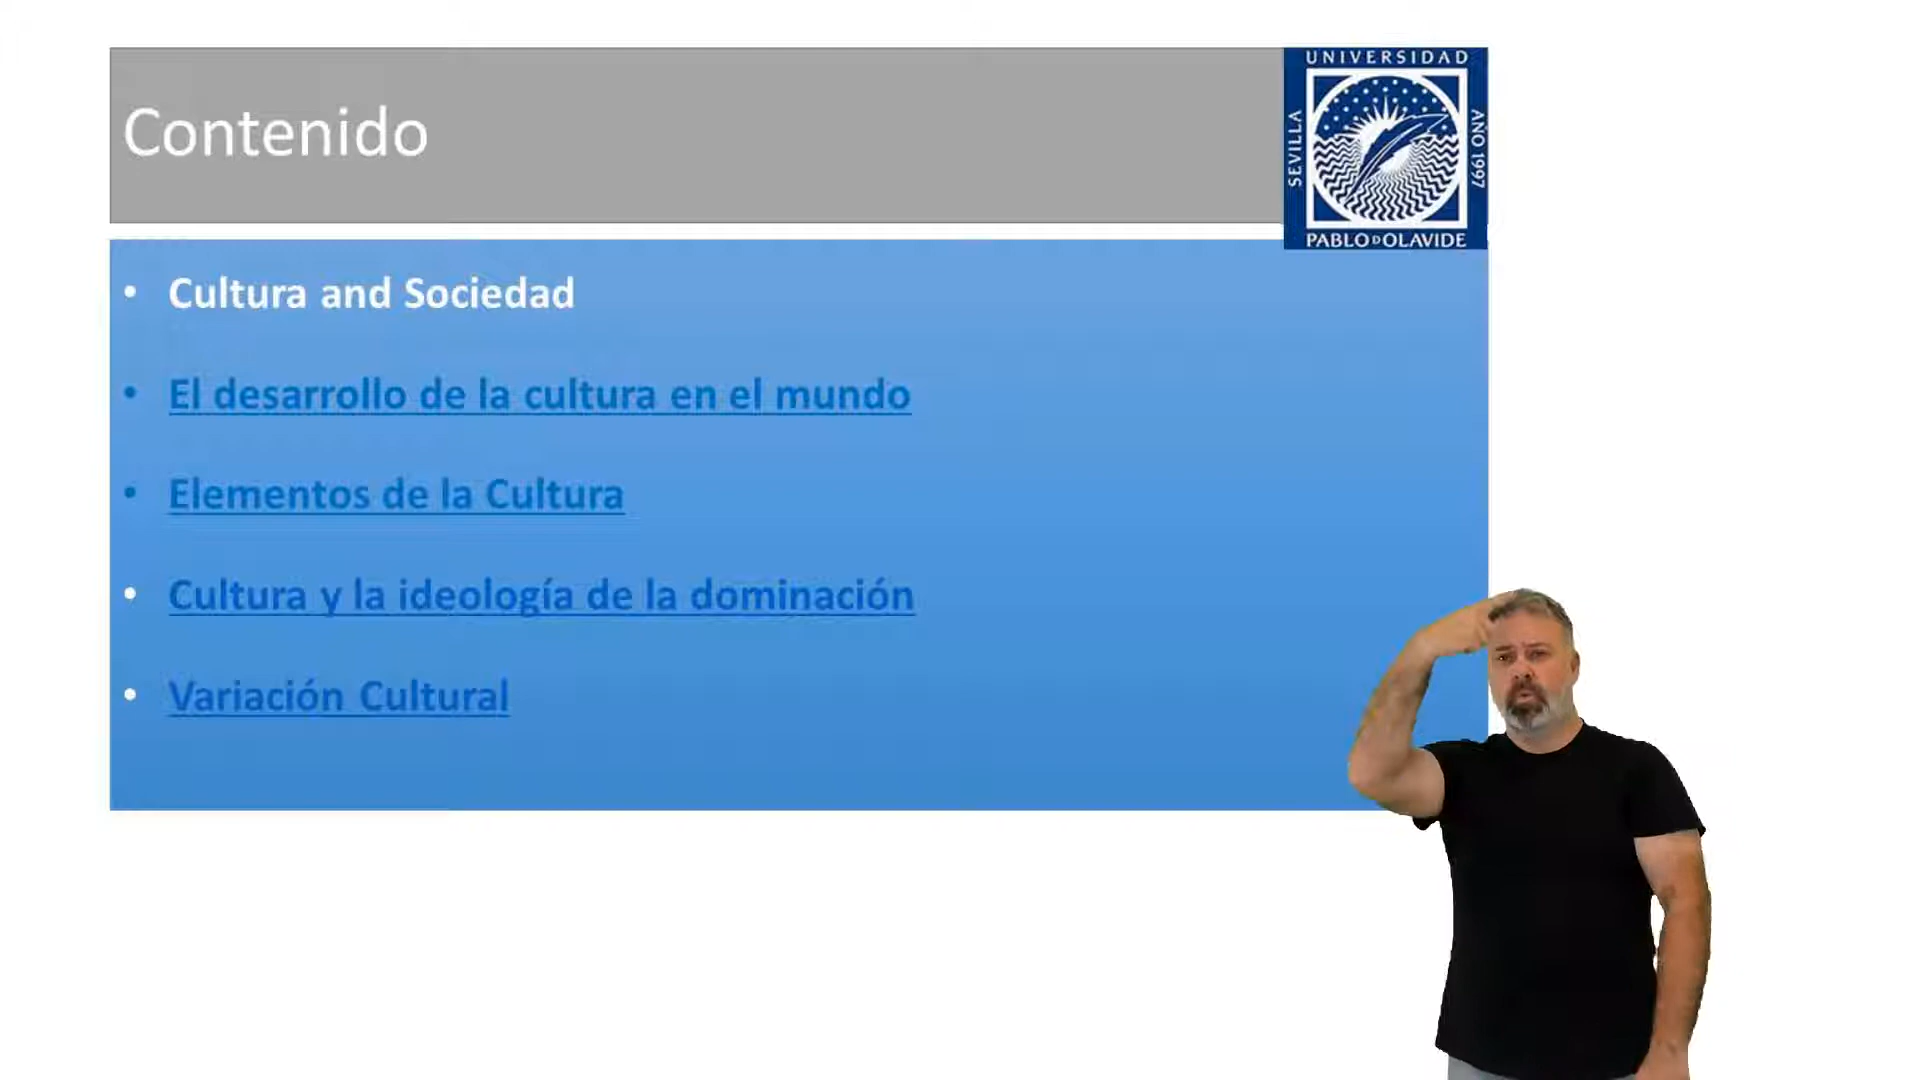 Contenido
UNIVERSIDAD
SEVILLA
AÑO 1997
PABLO DOLAVIDE
• Cultura and Sociedad
• El desarrollo de la cultura en el mundo
• Elementos de la Cultura
• Cultura y la ideología de la dominación
• Variación Cultural